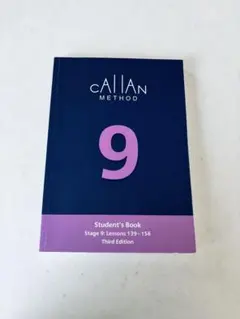 CALLAN
METHOD
9
Student's Book
Stage 9: Lessons 139 - 156
Third Edition